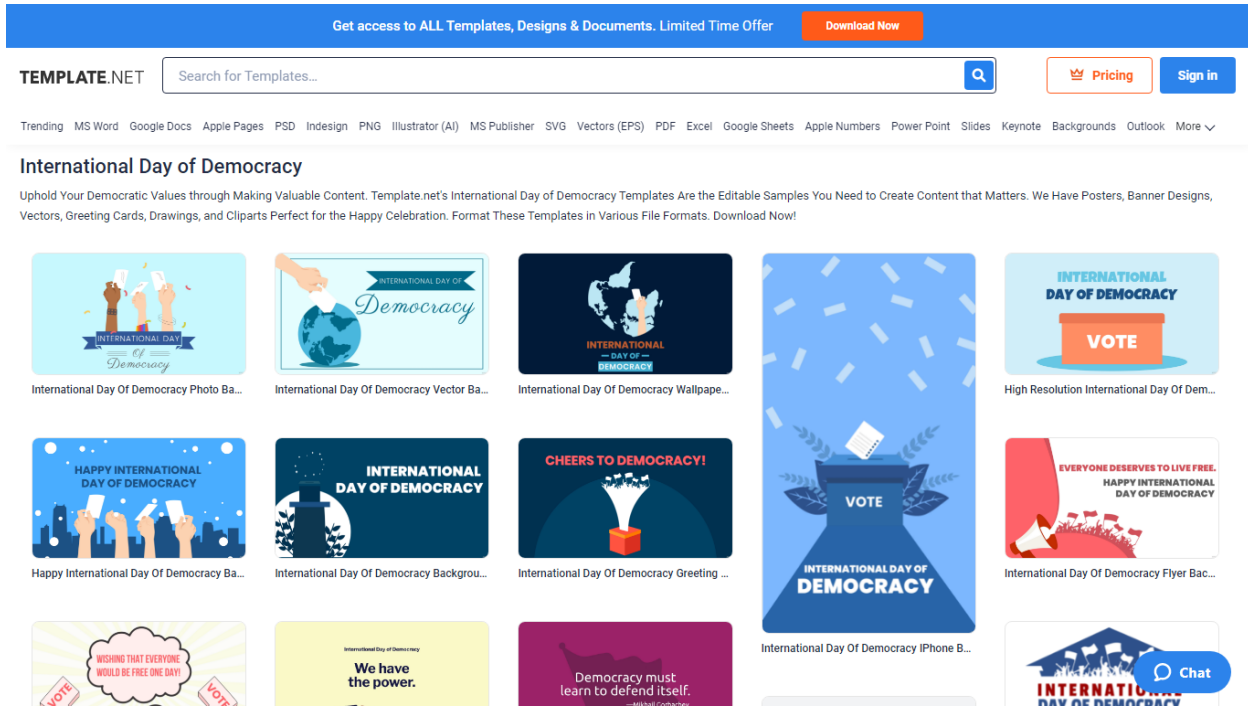 Get access to ALL Templates, Designs & Documents. Limited Time Offer
Download Now
TEMPLATE.NET
Search for Templates...
Pricing
Sign in
Trending MS Word Google Docs Apple Pages PSD Indesign PNG Illustrator (AI) MS Publisher SVG Vectors (EPS) PDF Excel Google Sheets Apple Numbers Power Point Slides Keynote Backgrounds Outlook More
International Day of Democracy
Uphold Your Democratic Values through Making Valuable Content. Template.net's International Day of Democracy Templates Are the Editable Samples You Need to Create Content that Matters. We Have Posters, Banner Designs,
Vectors, Greeting Cards, Drawings, and Cliparts Perfect for the Happy Celebration. Format These Templates in Various File Formats. Download Now!
INTERNATIONAL DAY
Of
Democracy
International Day Of Democracy Photo Ba...
INTERNATIONAL DAY OF
Democracy
International Day Of Democracy Vector Ba...
INTERNATIONAL
DAY OF
DEMOCRACY
International Day Of Democracy Wallpape...
VOTE
INTERNATIONAL DAY OF
DEMOCRACY
International Day Of Democracy IPhone B...
INTERNATIONAL
DAY OF DEMOCRACY
VOTE
High Resolution International Day Of Dem...
HAPPY INTERNATIONAL
DAY OF DEMOCRACY
Happy International Day Of Democracy Ba...
INTERNATIONAL
DAY OF DEMOCRACY
International Day Of Democracy Backgrou...
CHEERS TO DEMOCRACY!
International Day Of Democracy Greeting ...
EVERYONE DESERVES TO LIVE FREE.
HAPPY INTERNATIONAL
DAY OF DEMOCRACY
International Day Of Democracy Flyer Bac...
WISHING THAT EVERYONE
WOULD BE FREE ONE DAY!
VOTE
VOTE
International Day of Democracy
We have
the power.
Democracy must
learn to defend itself.
—Mikhail Gorbachev
INTERNATIONAL
DAY OF DEMOCRACY
Chat